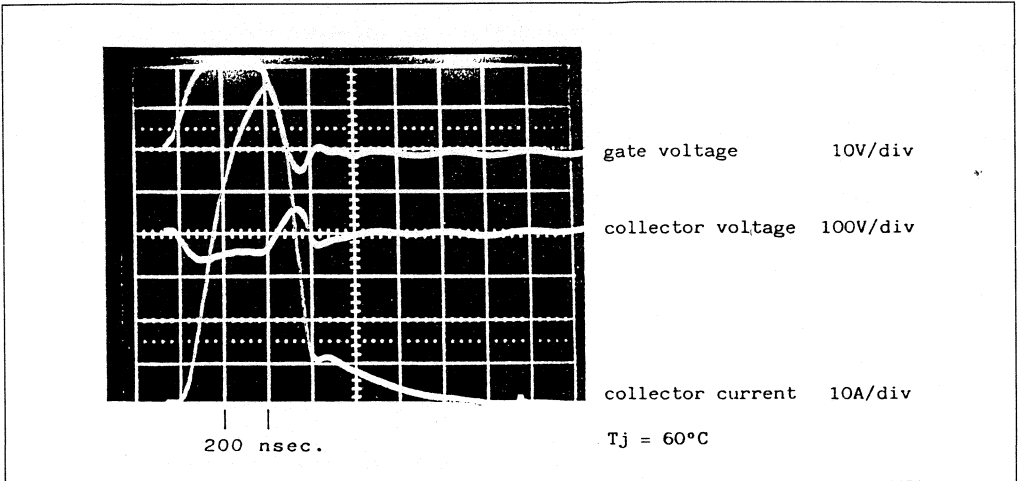 gate voltage 10V/div
collector voltage 100V/div
collector current 10A/div
200 nsec.
Tj = 60°C